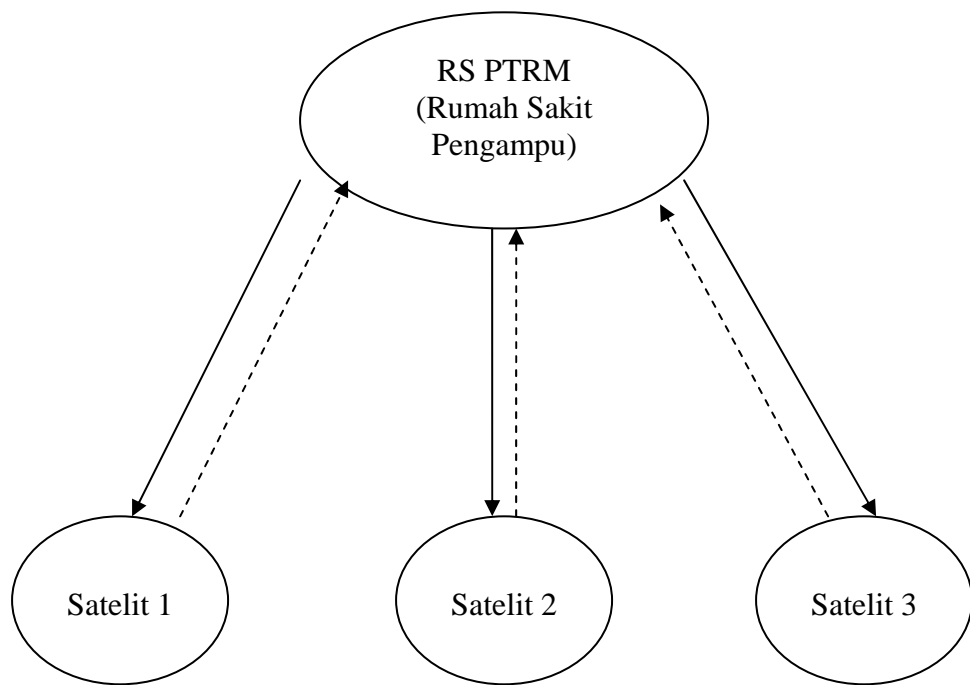 RS PTRM
(Rumah Sakit
Pengampu)
Satelit 1
Satelit 2
Satelit 3